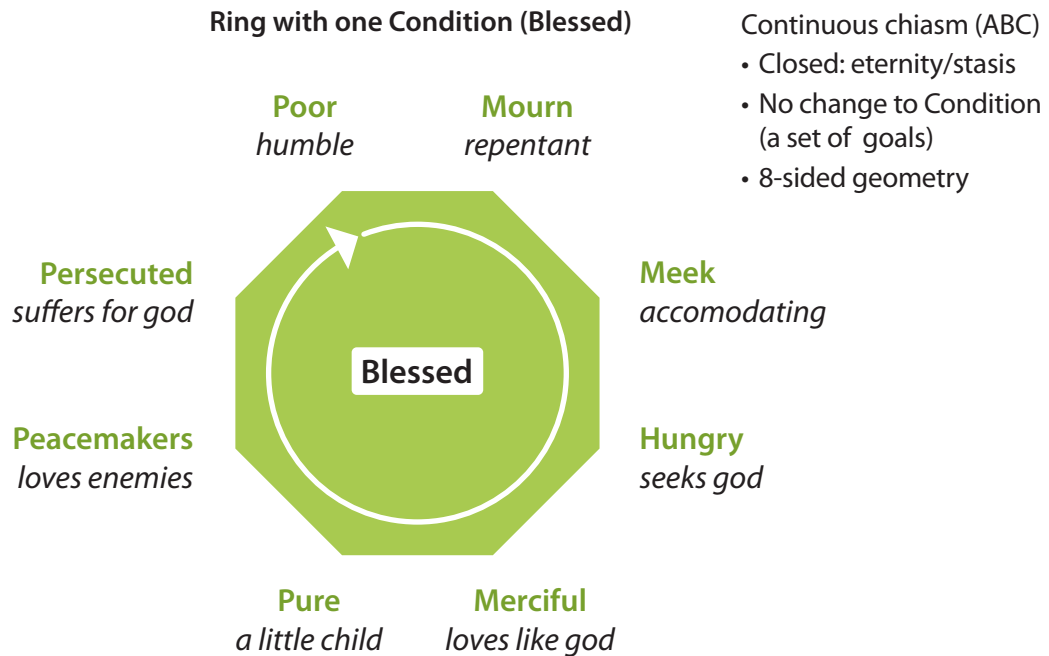 Ring with one Condition (Blessed)
Continuous chiasm (ABC)
• Closed: eternity/stasis
• No change to Condition
(a set of goals)
• 8-sided geometry
Poor
humble
Mourn
repentant
Meek
accomodating
Hungry
seeks god
Merciful
loves like god
Pure
a little child
Peacemakers
loves enemies
Persecuted
suffers for god
Blessed